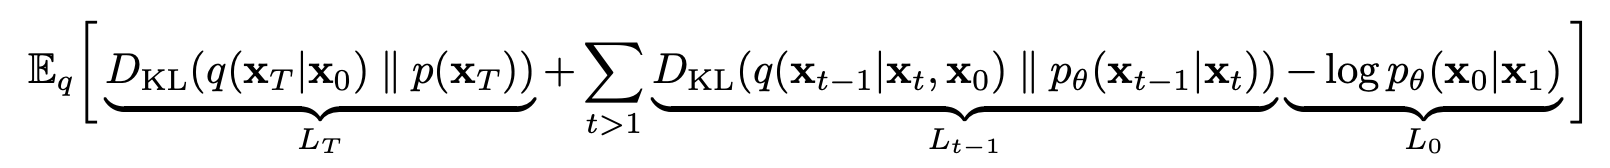 𝔼_q[ D_KL(q(𝐱_T|𝐱_0) ∥ p(𝐱_T)) + ∑_{t>1} D_KL(q(𝐱_{t−1}|𝐱_t, 𝐱_0) ∥ p_θ(𝐱_{t−1}|𝐱_t)) − log p_θ(𝐱_0|𝐱_1) ]
L_T L_{t−1} L_0